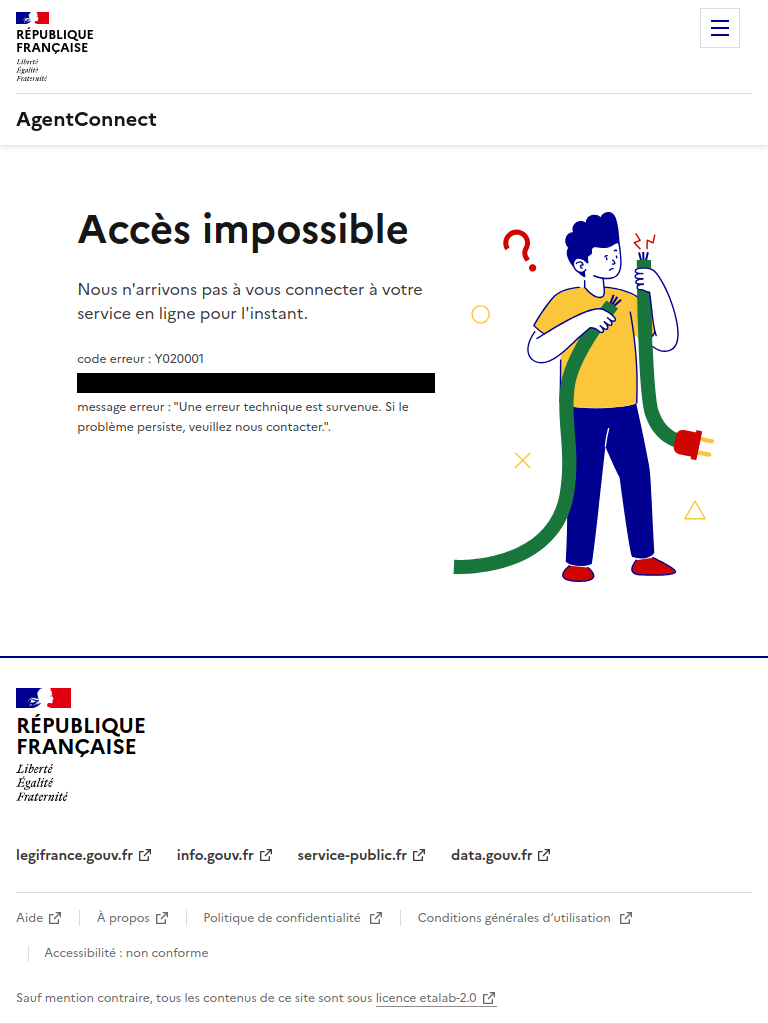 RÉPUBLIQUE
FRANÇAISE
Liberté
Égalité
Fraternité
AgentConnect
Accès impossible
Nous n'arrivons pas à vous connecter à votre
service en ligne pour l'instant.
code erreur : Y020001
message erreur : "Une erreur technique est survenue. Si le
problème persiste, veuillez nous contacter.".
RÉPUBLIQUE
FRANÇAISE
Liberté
Égalité
Fraternité
legifrance.gouv.fr info.gouv.fr service-public.fr data.gouv.fr
Aide À propos Politique de confidentialité Conditions générales d’utilisation
Accessibilité : non conforme
Sauf mention contraire, tous les contenus de ce site sont sous licence etalab-2.0